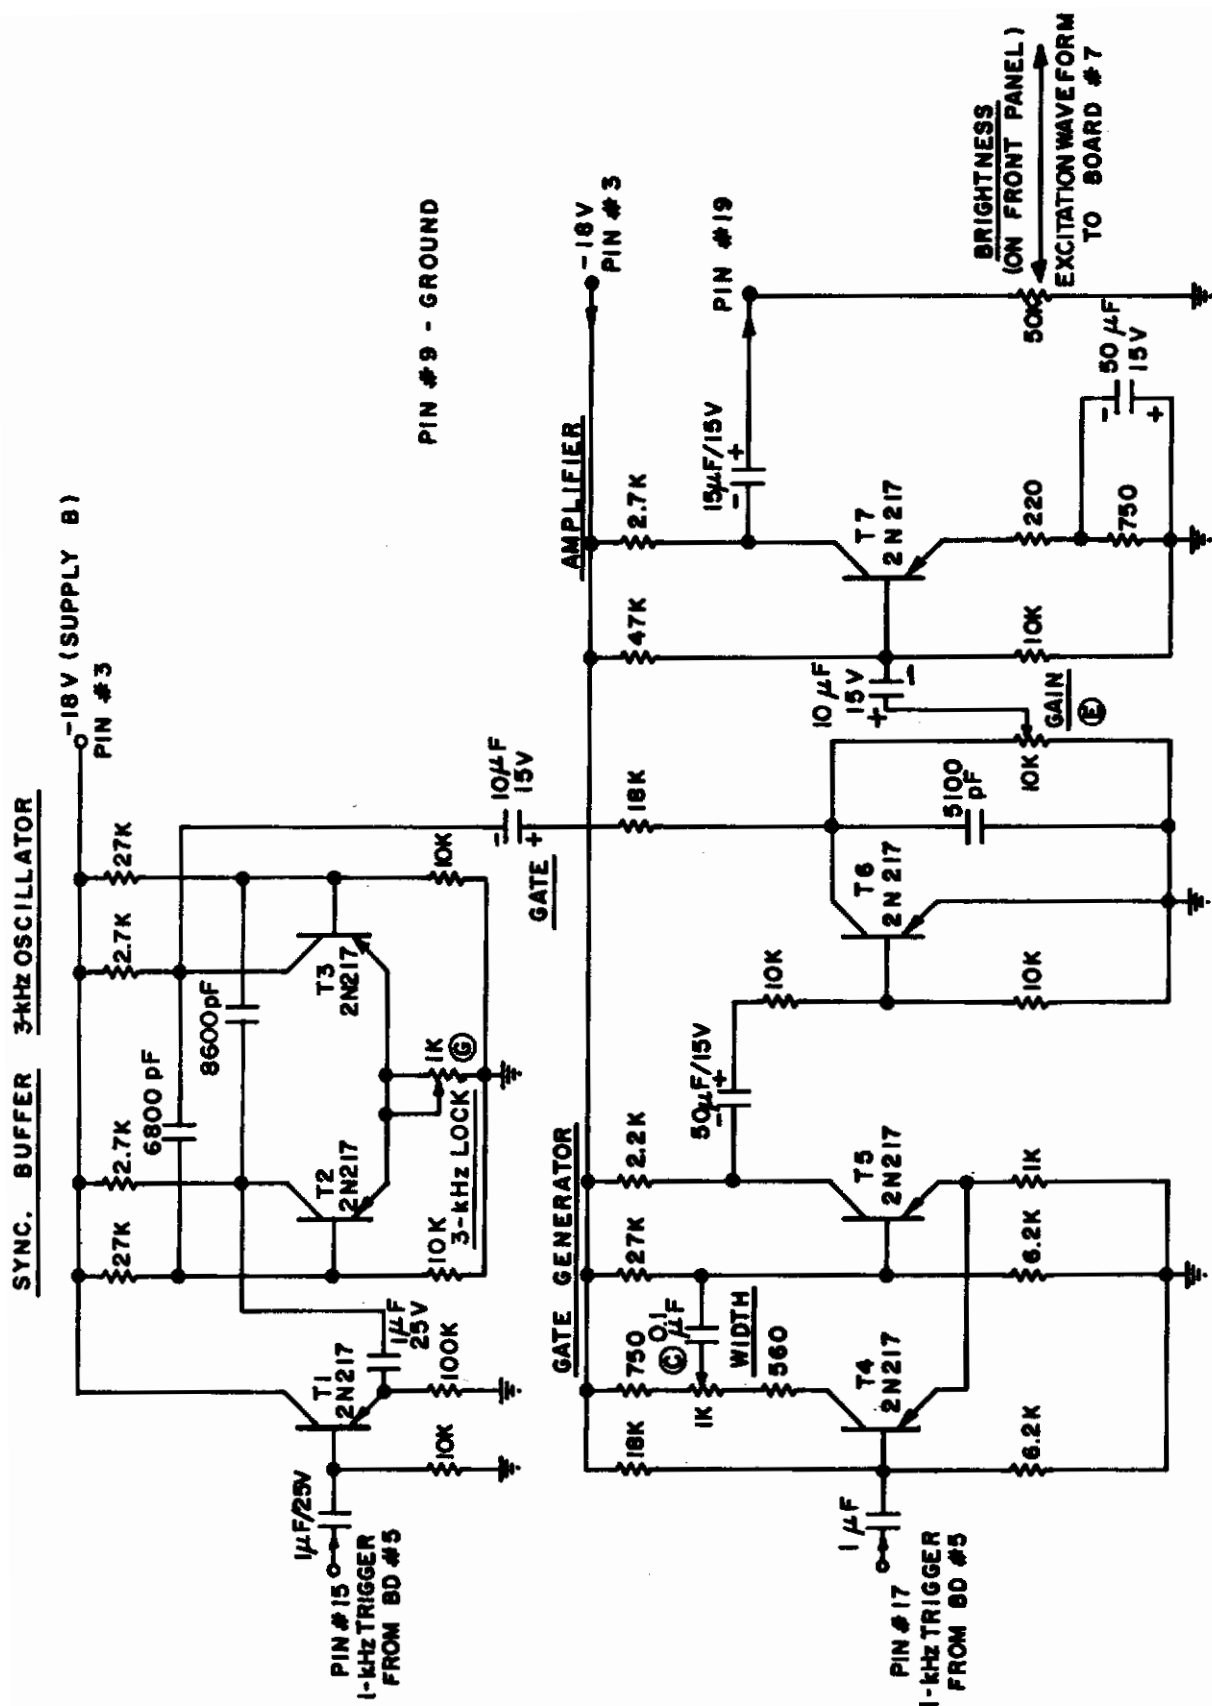 SYNC. BUFFER
3-kHz OSCILLATOR
-18V (SUPPLY B)
PIN #3
27K
2.7K
2.7K
27K
6800 pF
8600pF
T1
2N217
T2
2N217
T3
2N217
1μF/25V
PIN #15
1-kHz TRIGGER
FROM BD #5
10K
100K
1μF
25V
10K
3-kHz LOCK
1K
G
10K
10μF
15V
-
+
GATE
PIN #9 - GROUND
GATE GENERATOR
AMPLIFIER
-18V
PIN #3
18K
750
27K
2.2K
18K
47K
2.7K
C
0.1
μF
1K
WIDTH
560
50μF/15V
-
+
10K
10μF
15V
+
-
15μF/15V
-
+
PIN #19
T4
2N217
T5
2N217
T6
2N217
T7
2N217
1μF
PIN #17
1-kHz TRIGGER
FROM BD #5
6.2K
6.2K
1K
10K
5100
pF
10K
GAIN
E
10K
220
750
50μF
15V
-
+
50K
BRIGHTNESS
(ON FRONT PANEL)
EXCITATION WAVEFORM
TO BOARD #7